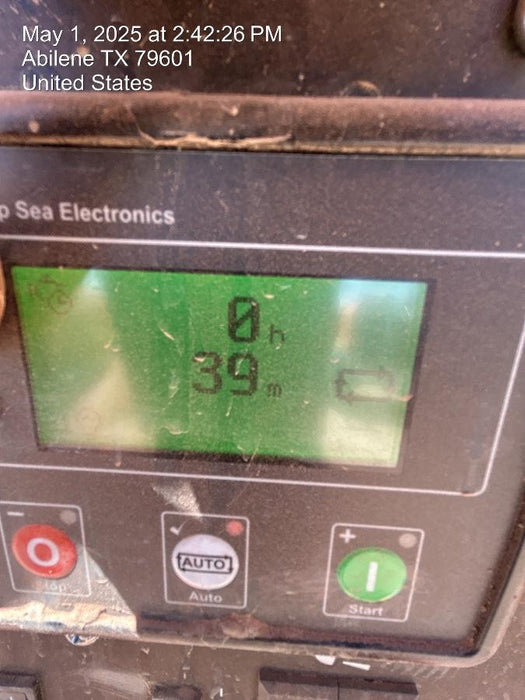 May 1, 2025 at 2:42:26 PM
Abilene TX 79601
United States
p Sea Electronics
0h
39m
− ✓ +
O AUTO I
Stop Auto Start